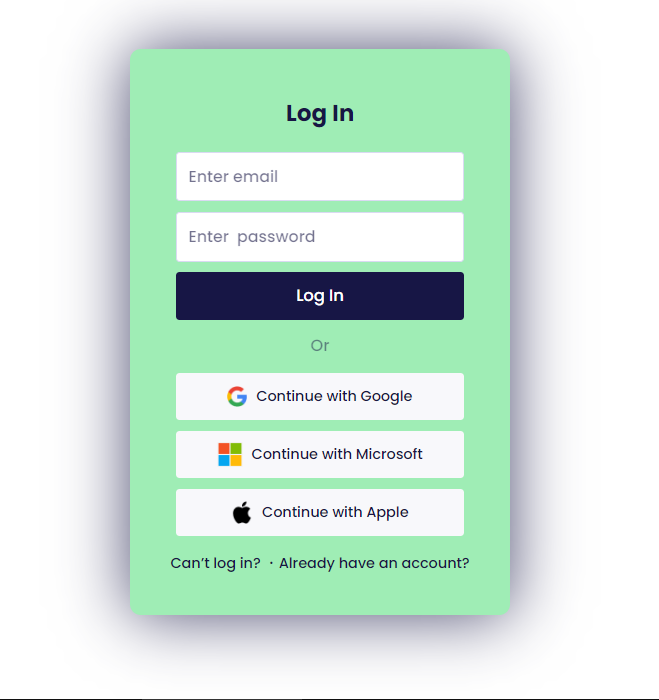 Log In
Enter email
Enter  password
Log In
Or
Continue with Google
Continue with Microsoft
Continue with Apple
Can’t log in? · Already have an account?